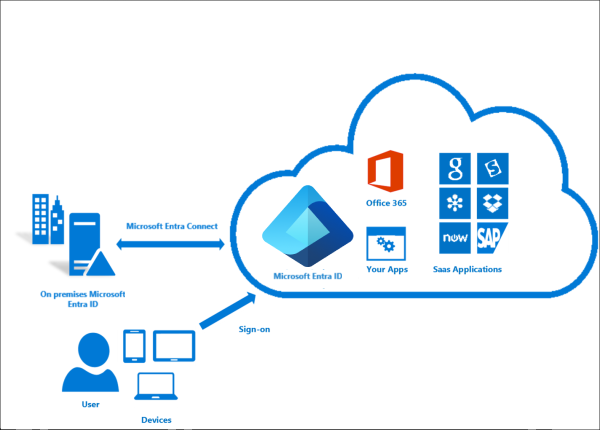 Office 365
g
now
SAP
Microsoft Entra Connect
Your Apps
Saas Applications
Microsoft Entra ID
On premises Microsoft
Entra ID
Sign-on
User
Devices